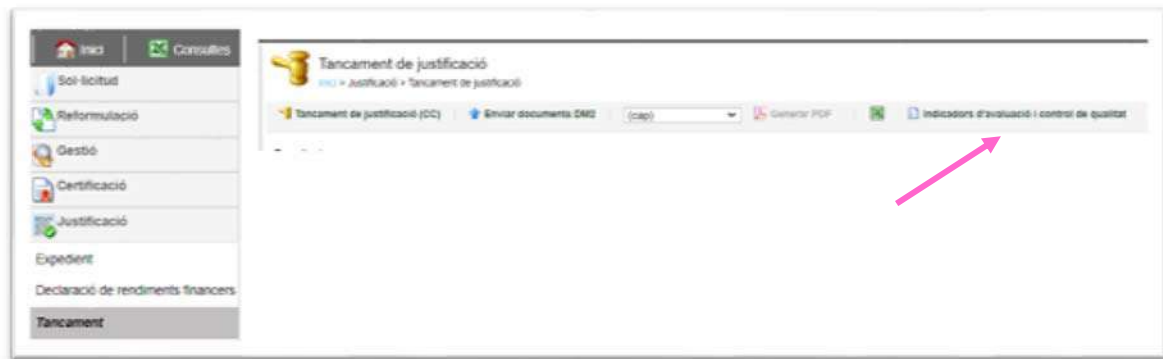 Inici Consultes
Sol·licitud
Reformulació
Gestió
Certificació
Justificació
Expedient
Declaració de rendiments financers
Tancament
Tancament de justificació
Inici > Justificació > Tancament de justificació
Tancament de justificació (CC) Enviar documents DM2 (cap) Generar PDF Indicadors d'avaluació i control de qualitat